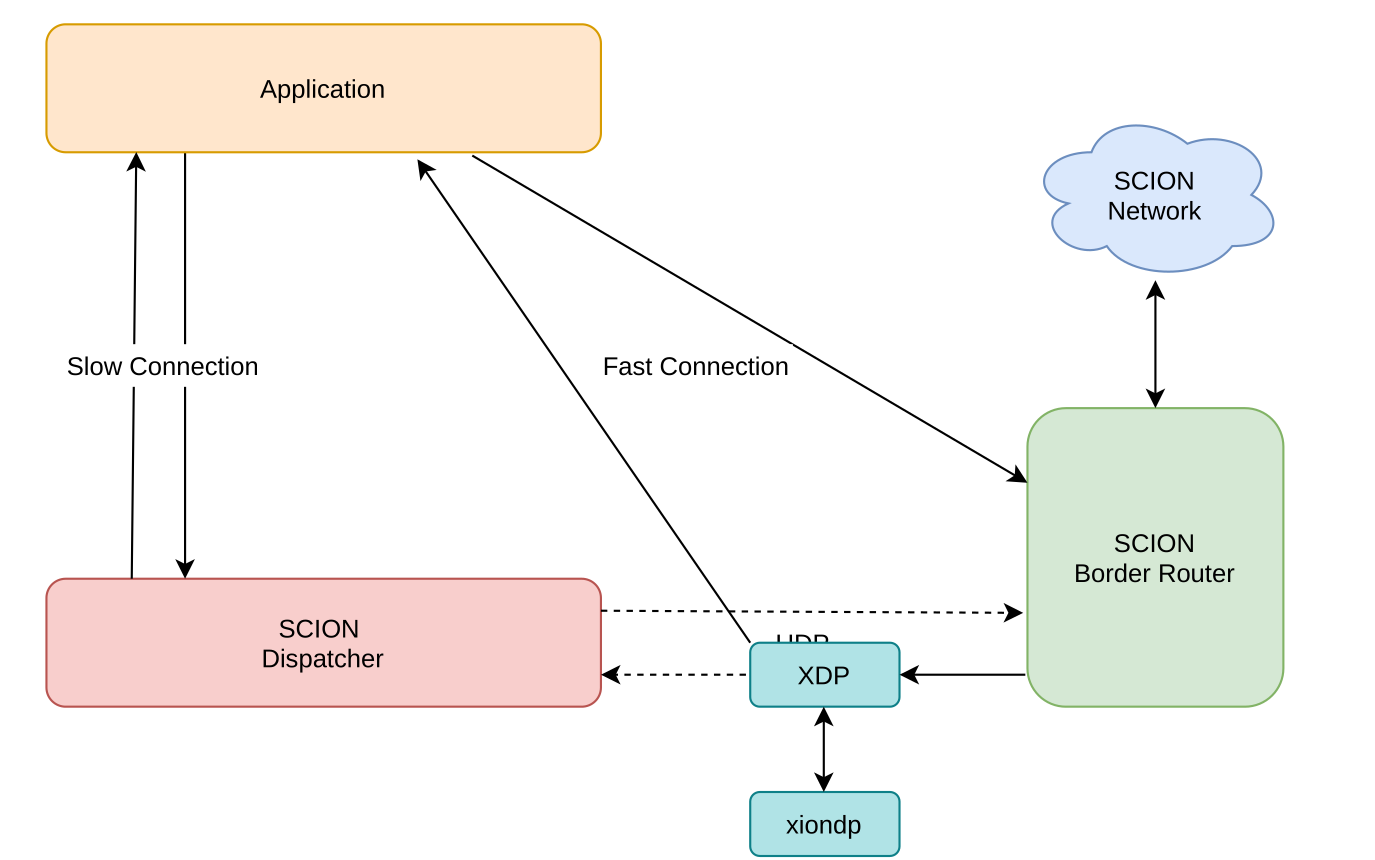 Application
SCION
Network
Slow Connection
Fast Connection
SCION
Border Router
SCION
Dispatcher
UDP
XDP
xiondp